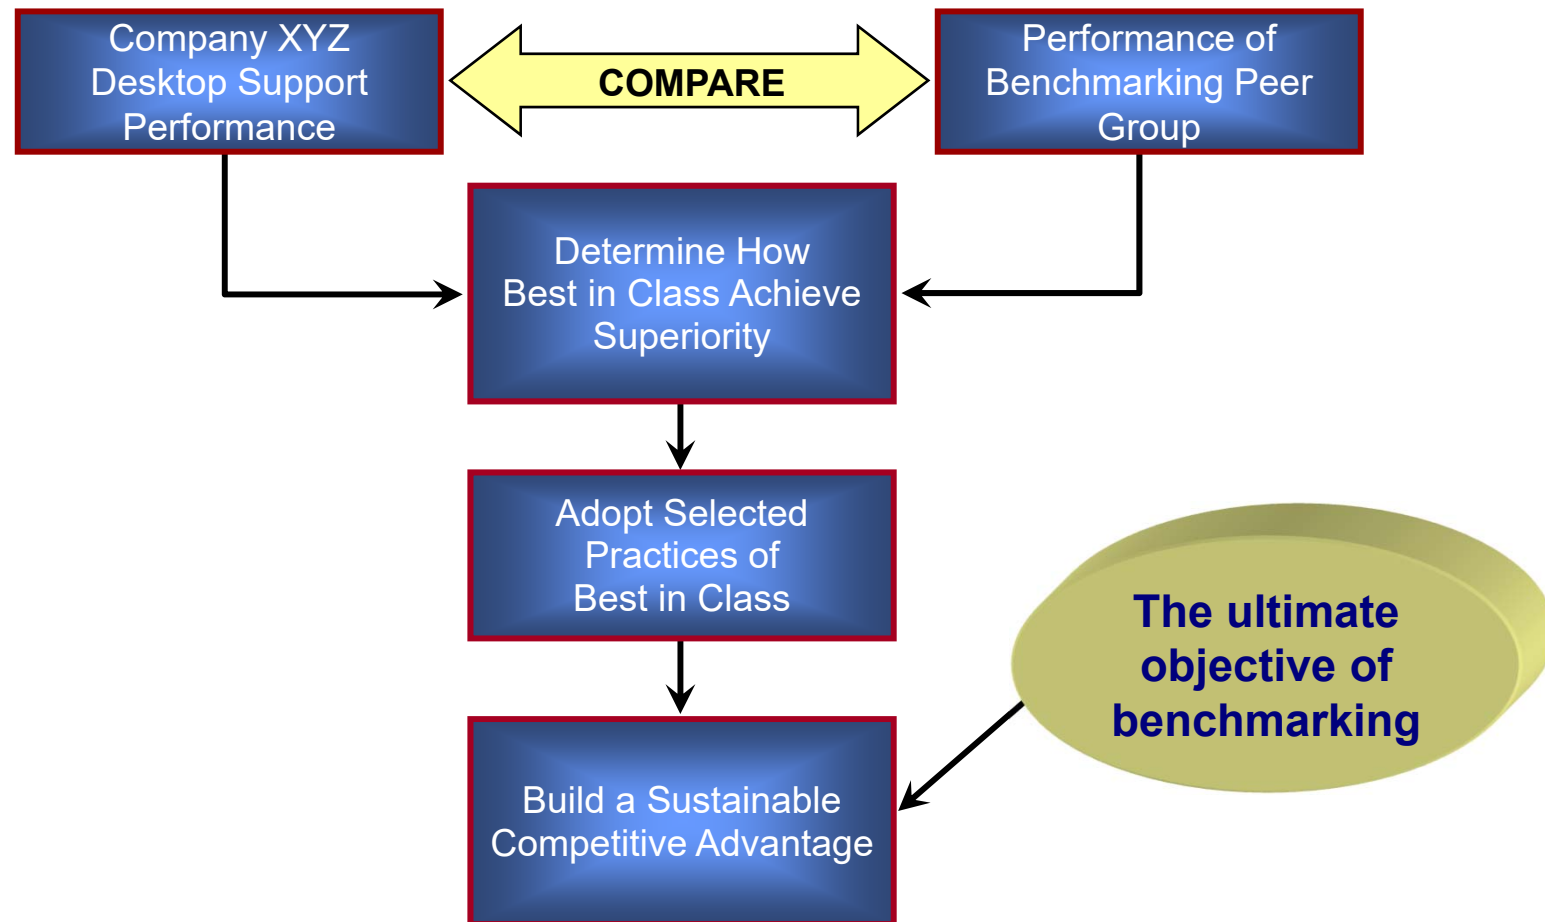 Company XYZ
Desktop Support
Performance
COMPARE
Performance of
Benchmarking Peer
Group
Determine How
Best in Class Achieve
Superiority
Adopt Selected
Practices of
Best in Class
The ultimate
objective of
benchmarking
Build a Sustainable
Competitive Advantage